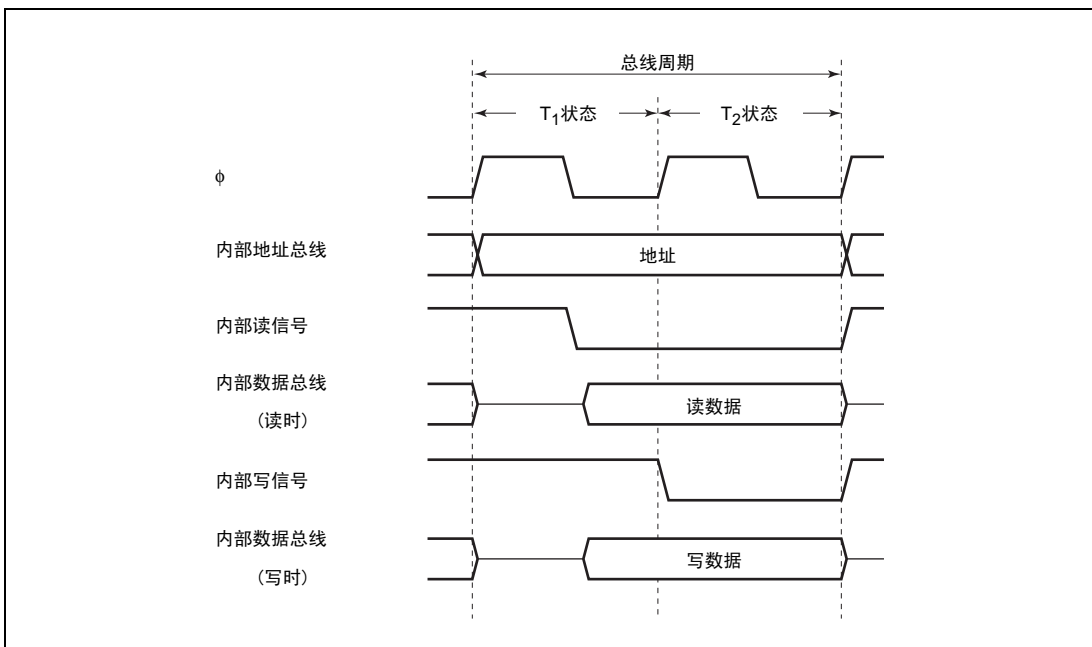 总线周期
T1状态
T2状态
φ
内部地址总线
地址
内部读信号
内部数据总线
(读时)
读数据
内部写信号
内部数据总线
(写时)
写数据